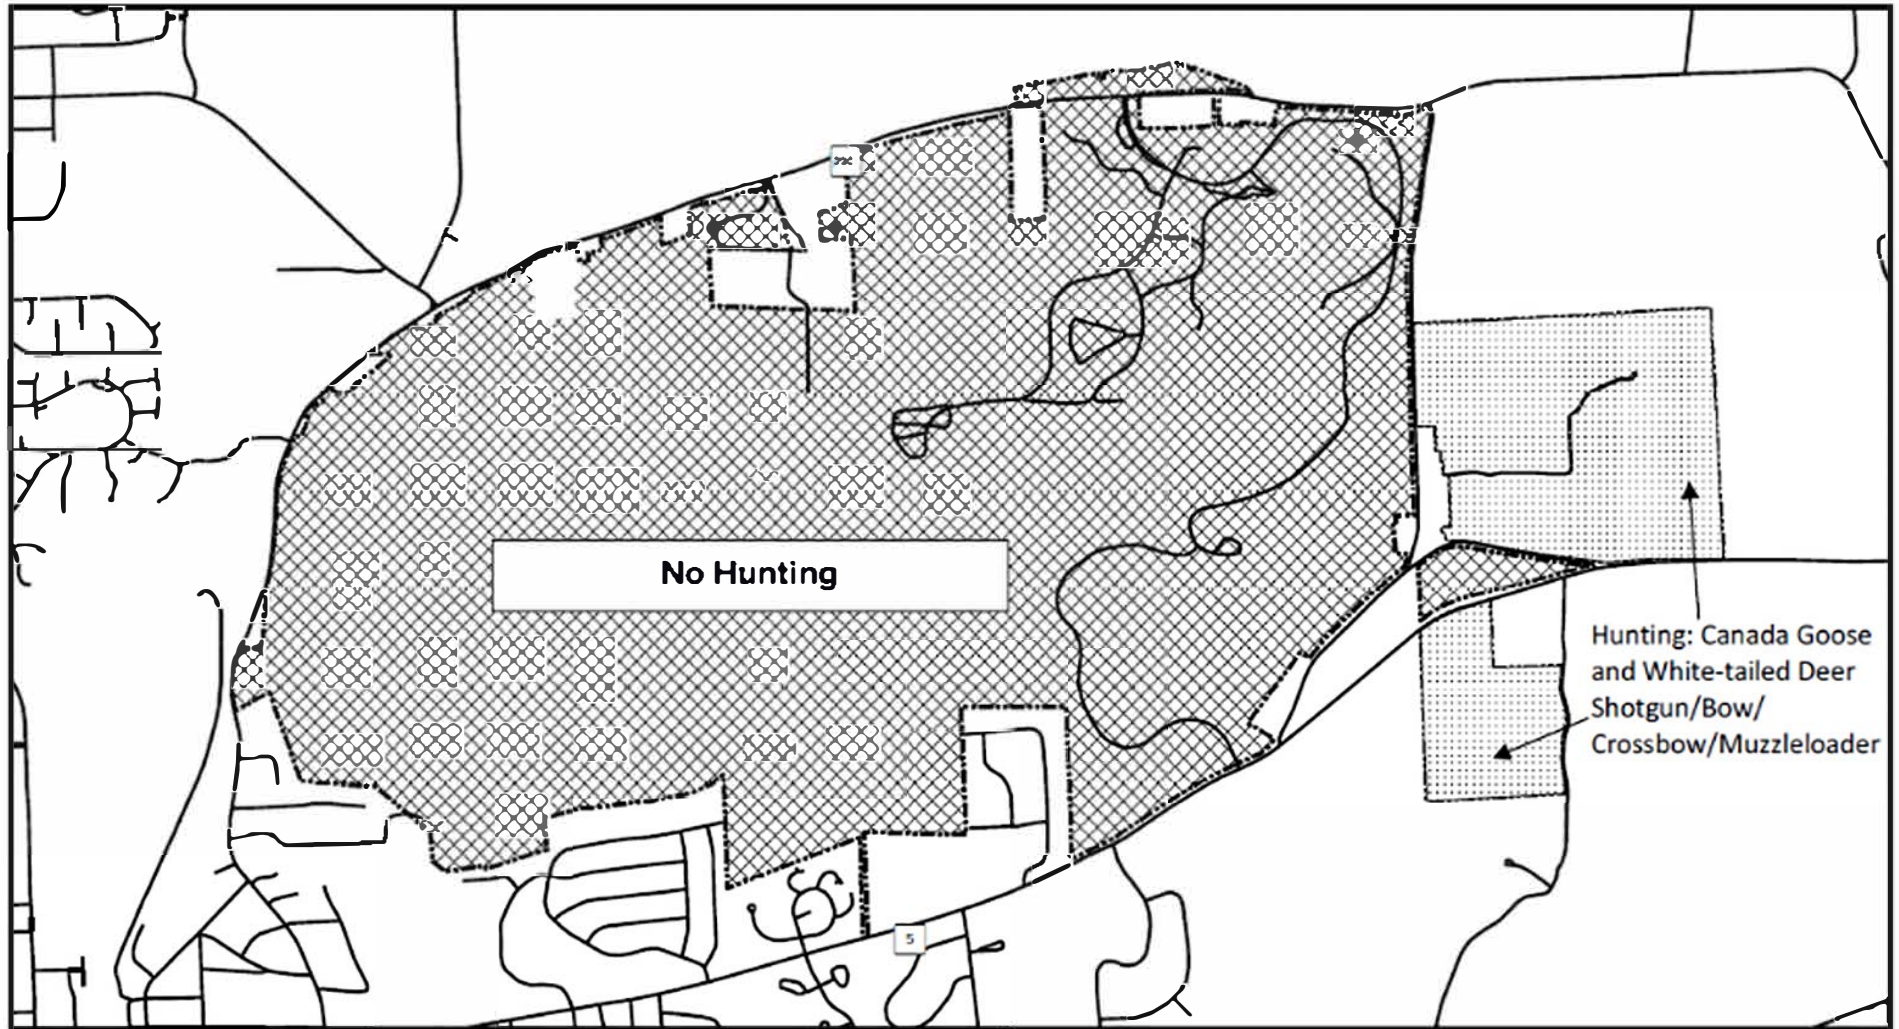 No Hunting
Hunting: Canada Goose
and White-tailed Deer
Shotgun/Bow/
Crossbow/Muzzleloader
5